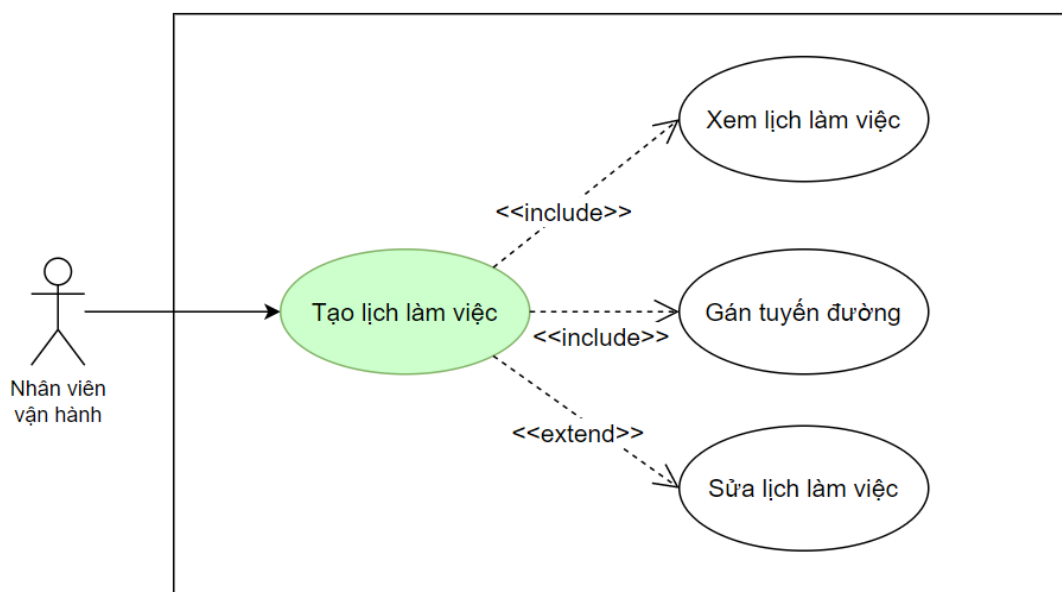 Xem lịch làm việc
<<include>>
Tạo lịch làm việc
Gán tuyến đường
<<include>>
Nhân viên
vận hành
<<extend>>
Sửa lịch làm việc